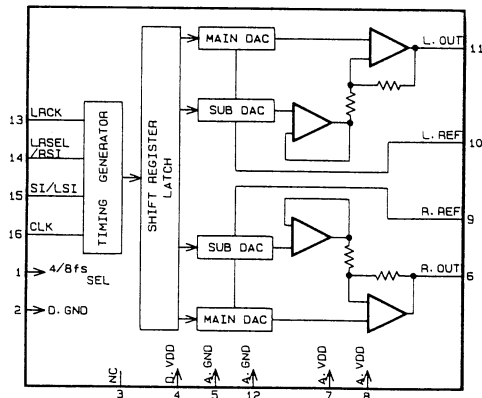 MAIN DAC
L. OUT
11
13 LRCK
SUB DAC
14 LRSEL
/RSI
L. REF
10
TIMING GENERATOR
SHIFT REGISTER
LATCH
15 SI/LSI
R. REF
9
16 CLK
SUB DAC
1 4/8fs SEL
R. OUT
6
2 D. GND
MAIN DAC
NC
D. VDD
A. GND
A. GND
A. VDD
A. VDD
3
4
5
12
7
8